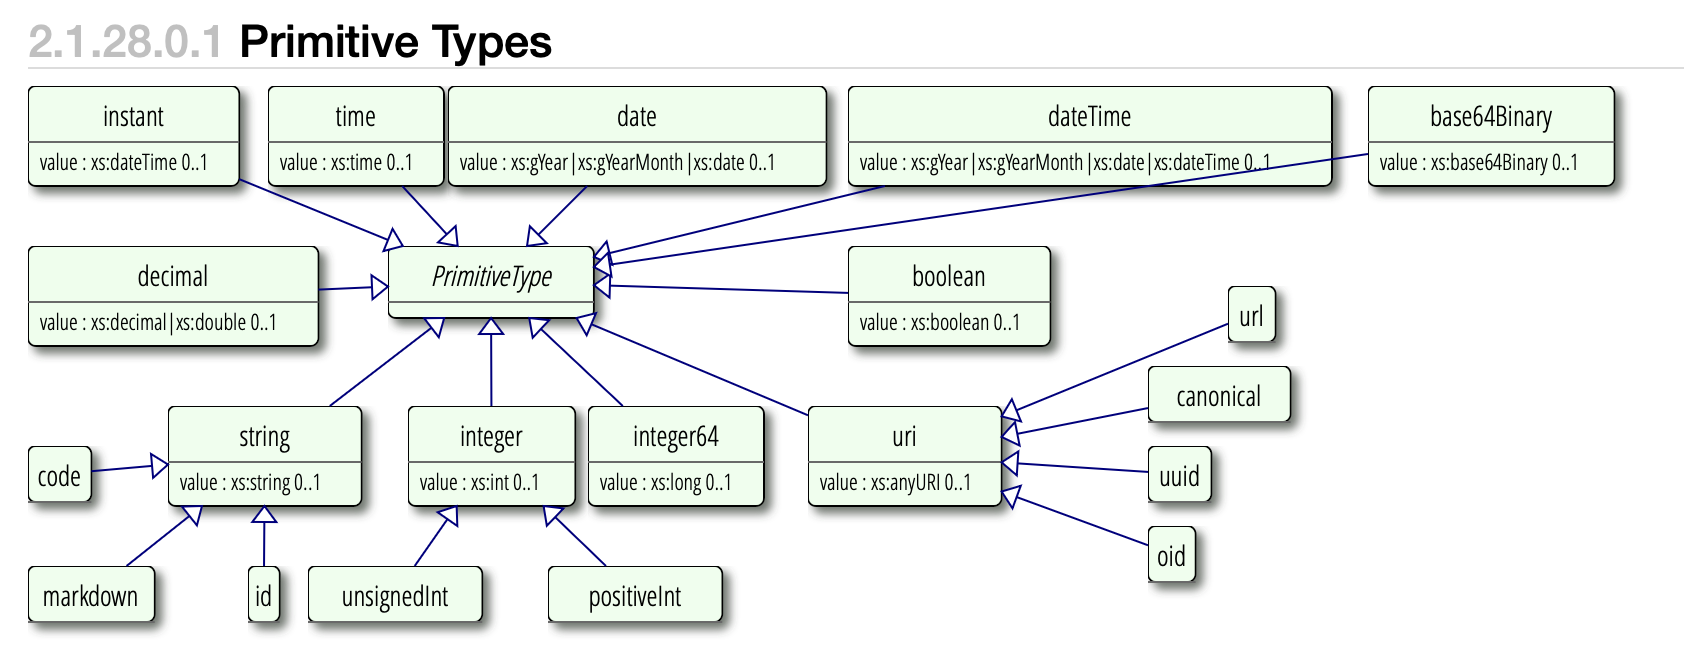 2.1.28.0.1 Primitive Types
instant
value : xs:dateTime 0..1
time
value : xs:time 0..1
date
value : xs:gYear|xs:gYearMonth|xs:date 0..1
dateTime
value : xs:gYear|xs:gYearMonth|xs:date|xs:dateTime 0..1
base64Binary
value : xs:base64Binary 0..1
decimal
value : xs:decimal|xs:double 0..1
PrimitiveType
boolean
value : xs:boolean 0..1
url
canonical
string
value : xs:string 0..1
integer
value : xs:int 0..1
integer64
value : xs:long 0..1
uri
value : xs:anyURI 0..1
code
uuid
oid
markdown
id
unsignedInt
positiveInt